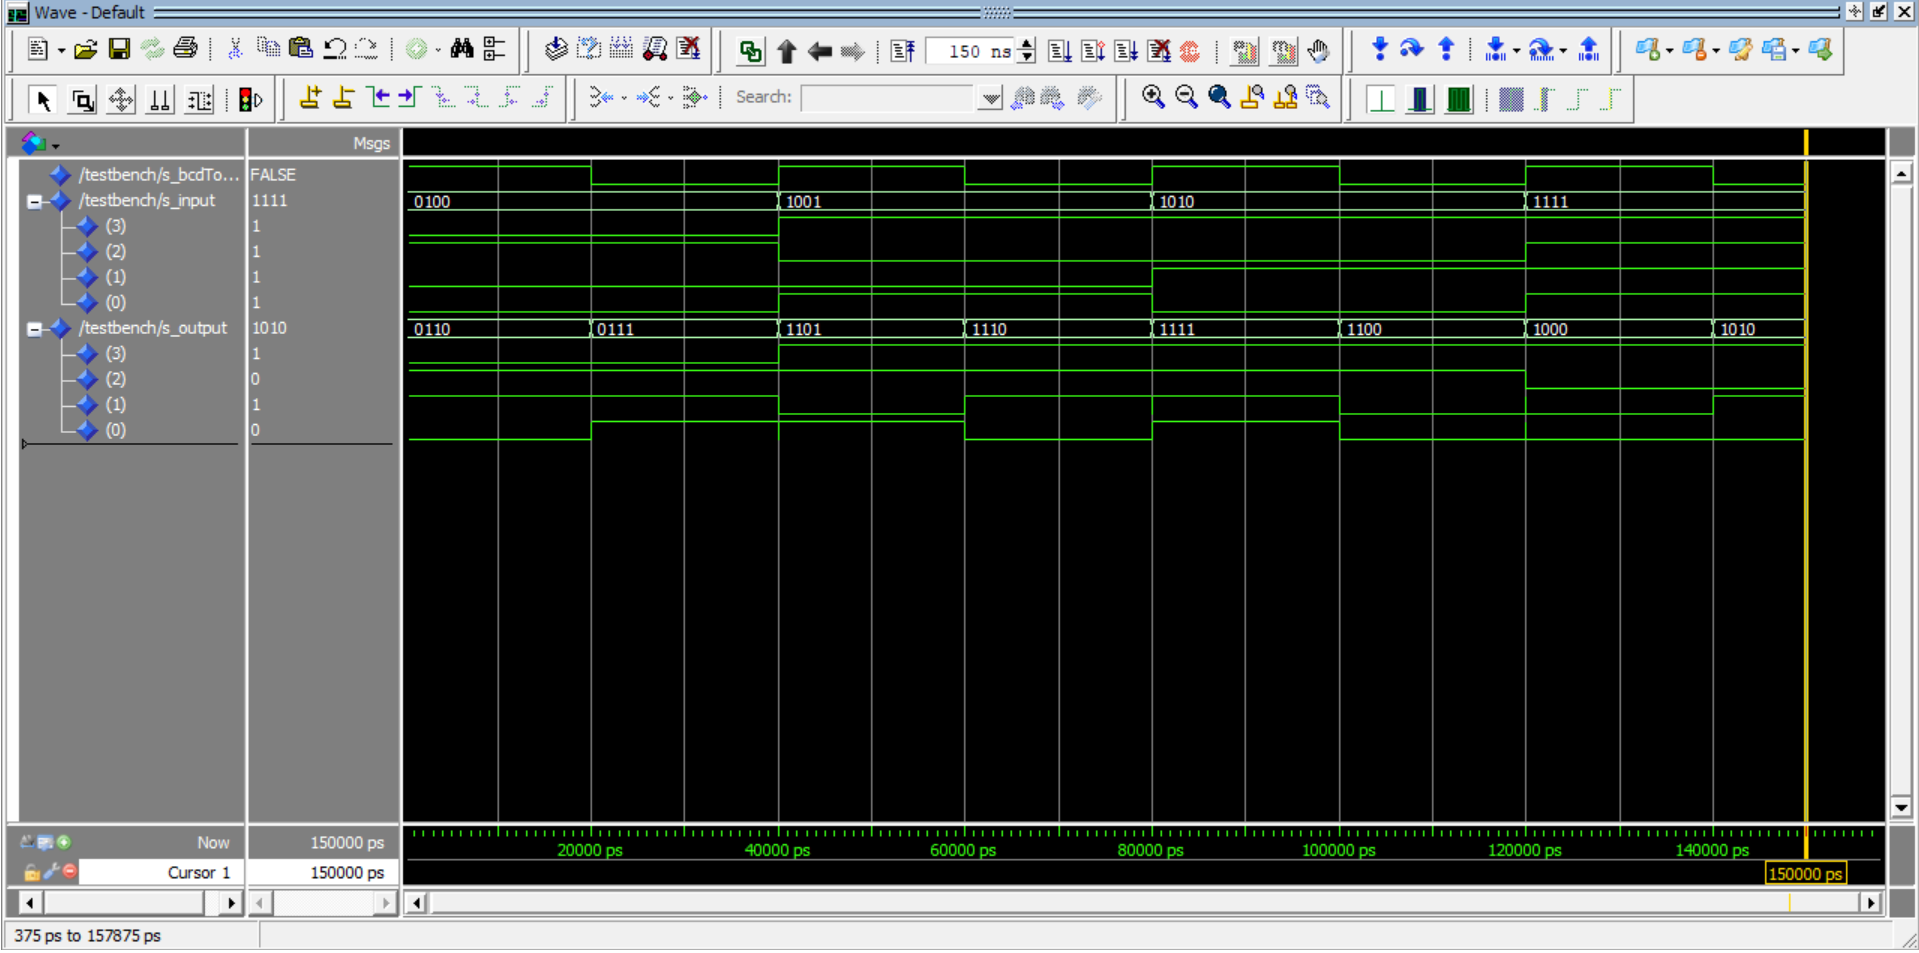 Wave - Default
150 ns
Search:
Msgs
/testbench/s_bcdTo... FALSE
/testbench/s_input 1111 0100 1001 1010 1111
(3) 1
(2) 1
(1) 1
(0) 1
/testbench/s_output 1010 0110 0111 1101 1110 1111 1100 1000 1010
(3) 1
(2) 0
(1) 1
(0) 0
Now 150000 ps 20000 ps 40000 ps 60000 ps 80000 ps 100000 ps 120000 ps 140000 ps
Cursor 1 150000 ps 150000 ps
375 ps to 157875 ps